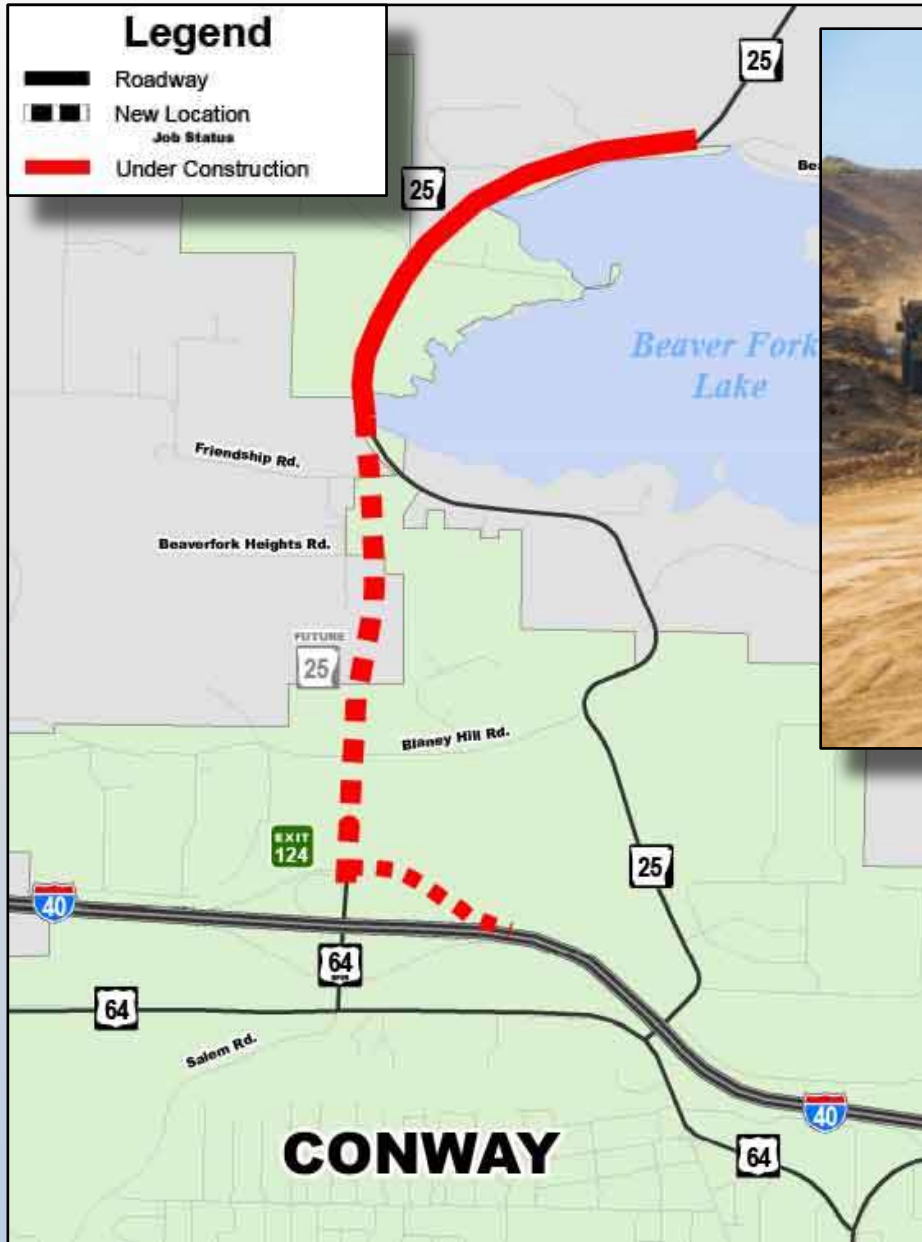 Legend
Roadway
New Location
Job Status
Under Construction
25
25
Beaver Fork
Lake
Friendship Rd.
Beaverfork Heights Rd.
FUTURE
25
Blaney Hill Rd.
EXIT
124
25
40
64
64
Salem Rd.
40
CONWAY
64